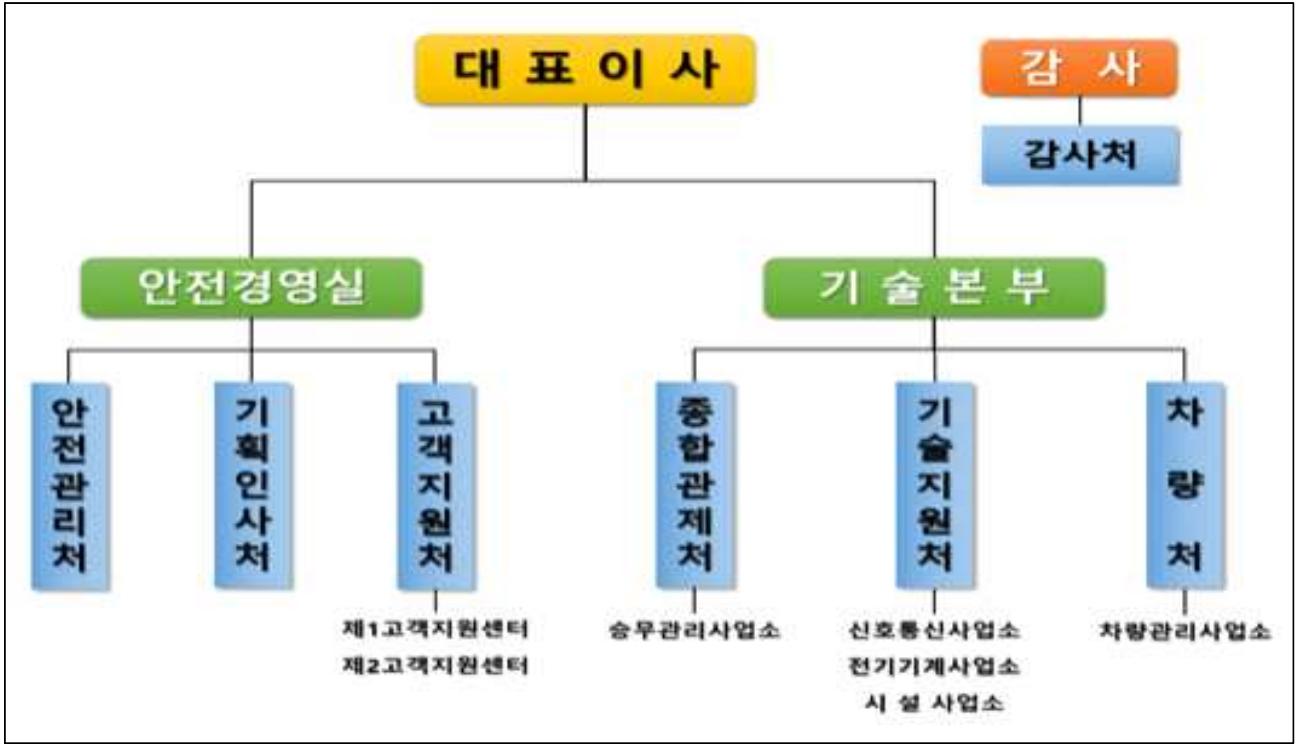 대표이사
감사
감사처
안전경영실
기술본부
안전관리처
기획인사처
고객지원처
종합관제처
기술지원처
차량처
제1고객지원센터
제2고객지원센터
승무관리사업소
신호통신사업소
전기기계사업소
시설사업소
차량관리사업소